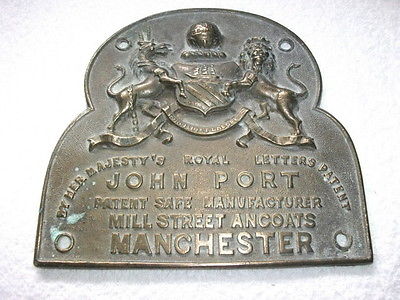 BY HER MAJESTY'S ROYAL LETTERS PATENT
JOHN PORT
PATENT SAFE MANUFACTURER
MILL STREET ANCOATS
MANCHESTER